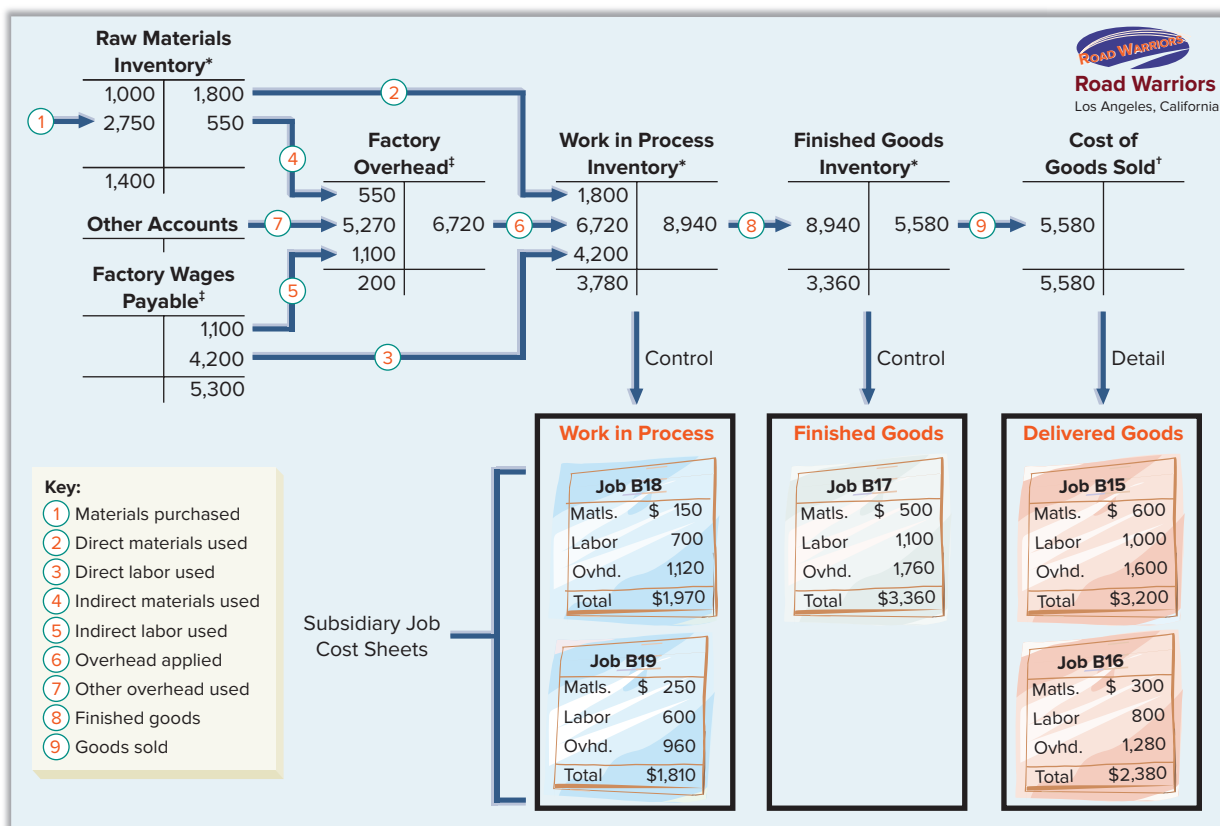 Raw Materials
Inventory*
1,000 1,800
2,750 550
1,400
Other Accounts
Factory Wages
Payable‡
1,100
4,200
5,300
Factory
Overhead‡
550
5,270 6,720
1,100
200
Work in Process
Inventory*
1,800
6,720 8,940
4,200
3,780
Finished Goods
Inventory*
8,940 5,580
3,360
ROAD WARRIORS
Road Warriors
Los Angeles, California
Cost of
Goods Sold†
5,580
5,580
1
2
4
7
5
3
6
8
9
Control
Control
Detail
Key:
1 Materials purchased
2 Direct materials used
3 Direct labor used
4 Indirect materials used
5 Indirect labor used
6 Overhead applied
7 Other overhead used
8 Finished goods
9 Goods sold
Subsidiary Job
Cost Sheets
Work in Process
Job B18
Matls. $ 150
Labor 700
Ovhd. 1,120
Total $1,970
Job B19
Matls. $ 250
Labor 600
Ovhd. 960
Total $1,810
Finished Goods
Job B17
Matls. $ 500
Labor 1,100
Ovhd. 1,760
Total $3,360
Delivered Goods
Job B15
Matls. $ 600
Labor 1,000
Ovhd. 1,600
Total $3,200
Job B16
Matls. $ 300
Labor 800
Ovhd. 1,280
Total $2,380